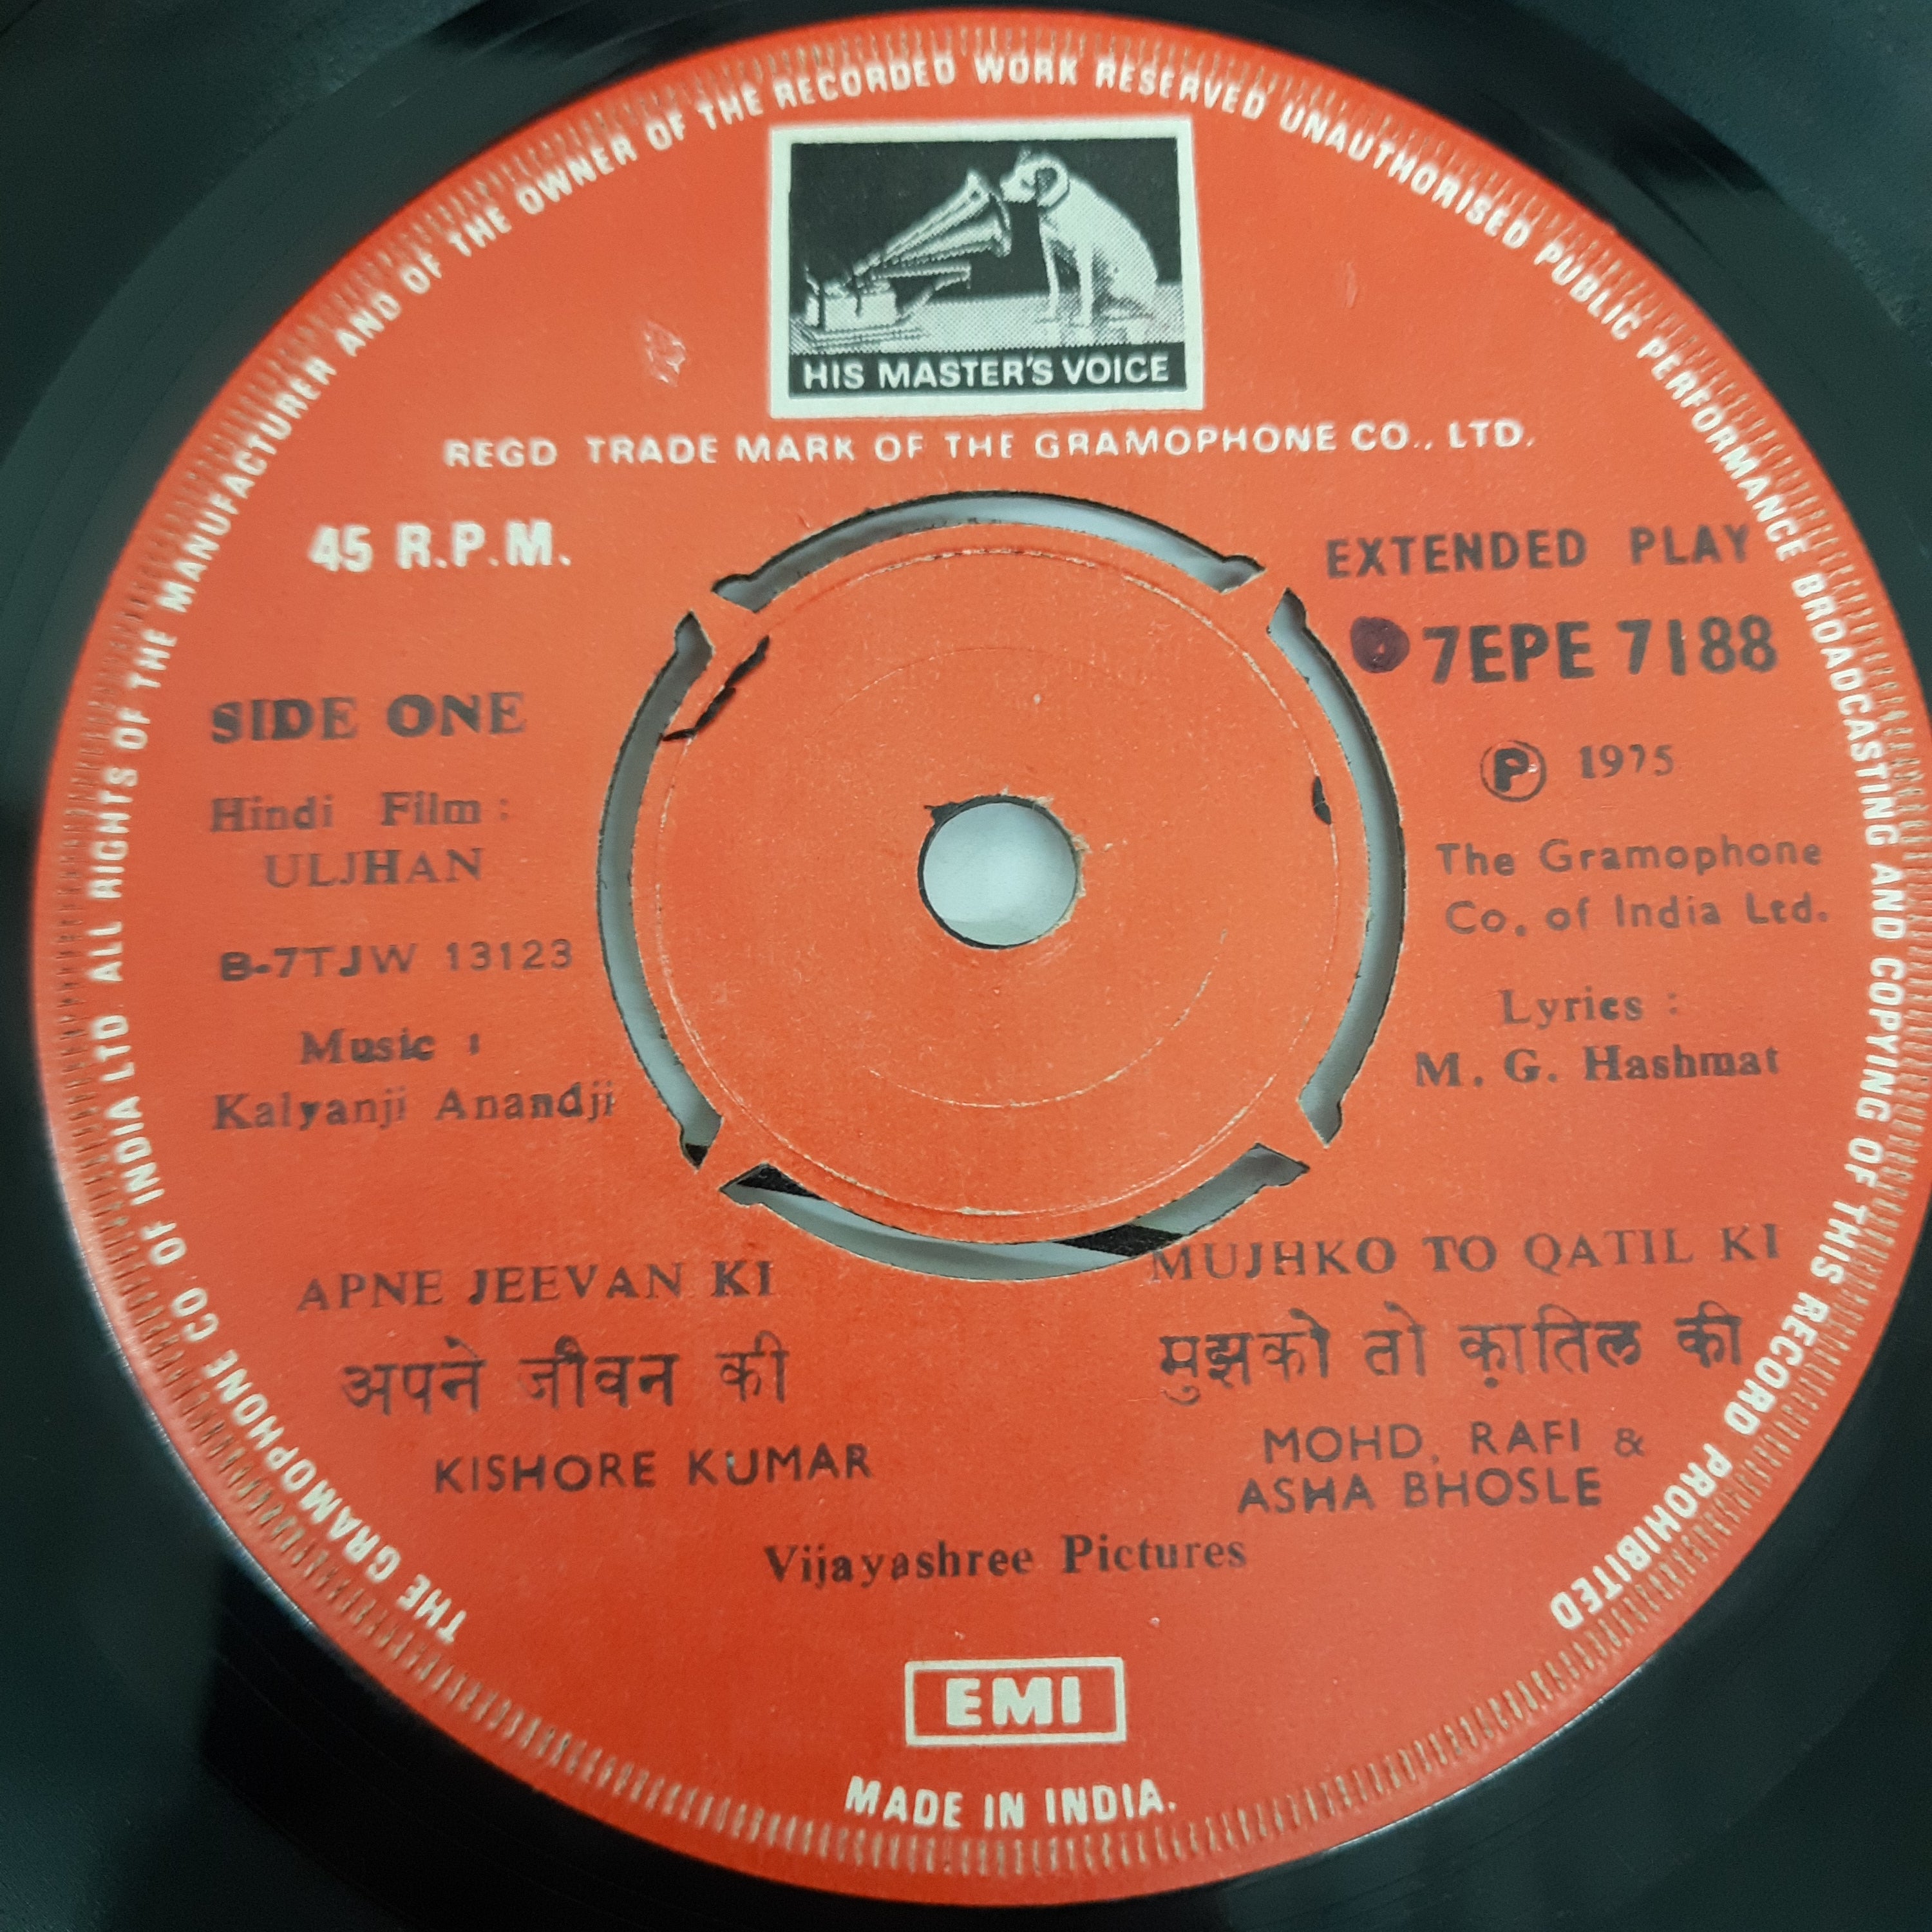 THE GRAMOPHONE CO OF INDIA LTD. ALL RIGHTS OF THE MANUFACTURER AND OF THE OWNER OF THE RECORDED WORK RESERVED UNAUTHORISED PUBLIC PERFORMANCE BROADCASTING AND COPYING OF THIS RECORD PROHIBITED
HIS MASTER'S VOICE
REGD TRADE MARK OF THE GRAMOPHONE CO., LTD.
45 R.P.M.
EXTENDED PLAY
7EPE 7188
SIDE ONE
℗ 1975
Hindi Film :
ULJHAN
The Gramophone
Co. of India Ltd.
B-7TJW 13123
Lyrics :
M. G. Hashmat
Music :
Kalyanji Anandji
APNE JEEVAN KI
अपने जीवन की
KISHORE KUMAR
MUJHKO TO QATIL KI
मुझको तो क़ातिल की
MOHD. RAFI &
ASHA BHOSLE
Vijayashree Pictures
EMI
MADE IN INDIA.